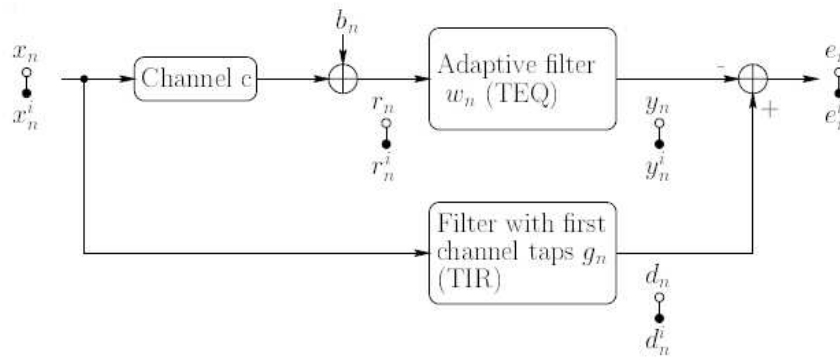 b_n
x_n
x_n^i
Channel c
r_n
r_n^i
Adaptive filter
w_n (TEQ)
y_n
y_n^i
-
+
e_n
Filter with first
channel taps g_n
(TIR)
d_n
d_n^i